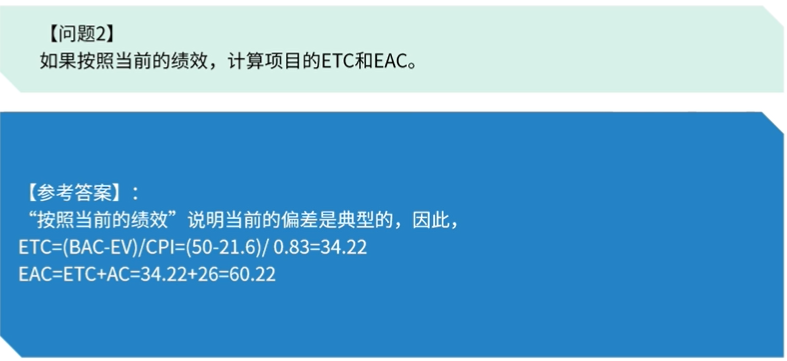 【问题2】
如果按照当前的绩效，计算项目的ETC和EAC。
【参考答案】：
“按照当前的绩效”说明当前的偏差是典型的，因此，
ETC=(BAC-EV)/CPI=(50-21.6)/ 0.83=34.22
EAC=ETC+AC=34.22+26=60.22